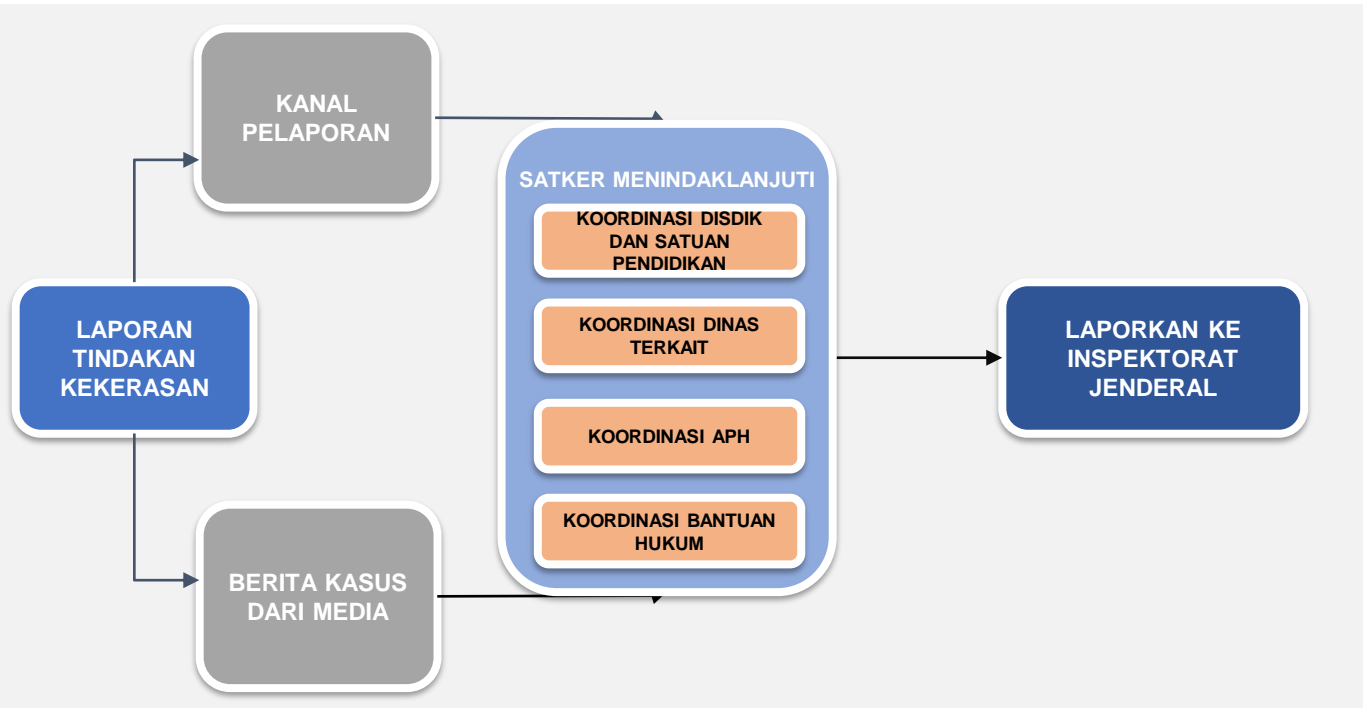 KANAL
PELAPORAN
SATKER MENINDAKLANJUTI
KOORDINASI DISDIK
DAN SATUAN
PENDIDIKAN
KOORDINASI DINAS
TERKAIT
KOORDINASI APH
KOORDINASI BANTUAN
HUKUM
LAPORAN
TINDAKAN
KEKERASAN
LAPORKAN KE
INSPEKTORAT
JENDERAL
BERITA KASUS
DARI MEDIA